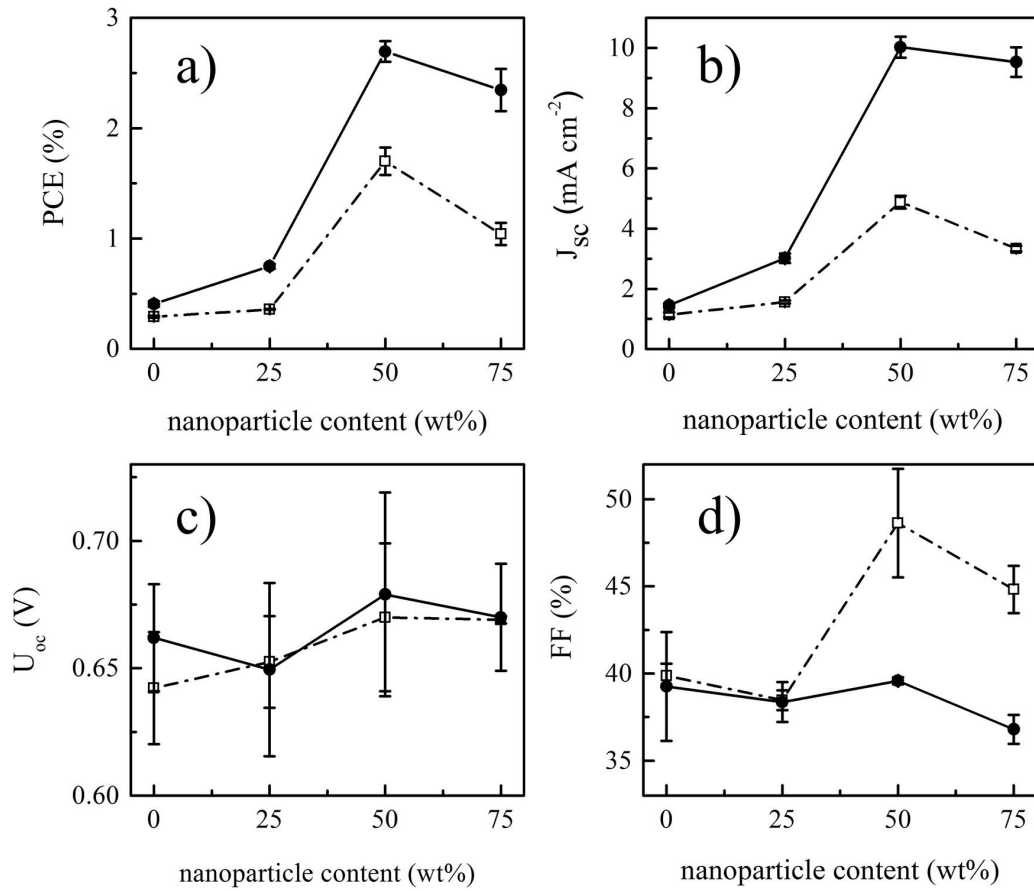 a)
3
2
1
0
PCE (%)
0 25 50 75
nanoparticle content (wt%)
b)
10
8
6
4
2
0
J_sc (mA cm⁻²)
0 25 50 75
nanoparticle content (wt%)
c)
0.70
0.65
0.60
U_oc (V)
0 25 50 75
nanoparticle content (wt%)
d)
50
45
40
35
FF (%)
0 25 50 75
nanoparticle content (wt%)